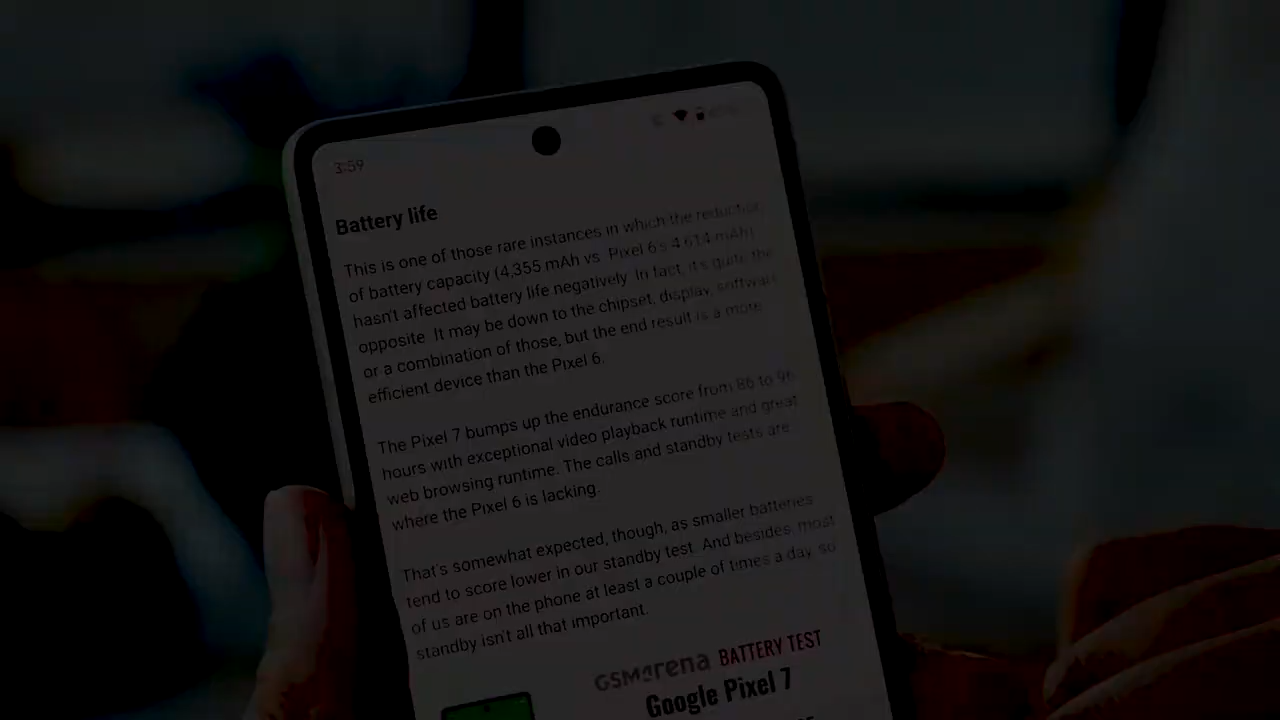 3:59
Battery life
This is one of those rare instances in which the reduction
of battery capacity (4,355 mAh vs. Pixel 6's 4,614 mAh)
hasn't affected battery life negatively. In fact, it's quite the
opposite. It may be down to the chipset, display, software
or a combination of those, but the end result is a more
efficient device than the Pixel 6.
The Pixel 7 bumps up the endurance score from 86 to 96
hours with exceptional video playback runtime and great
web browsing runtime. The calls and standby tests are
where the Pixel 6 is lacking.
That's somewhat expected, though, as smaller batteries
tend to score lower in our standby test. And besides, most
of us are on the phone at least a couple of times a day, so
standby isn't all that important.
GSMarena BATTERY TEST
Google Pixel 7